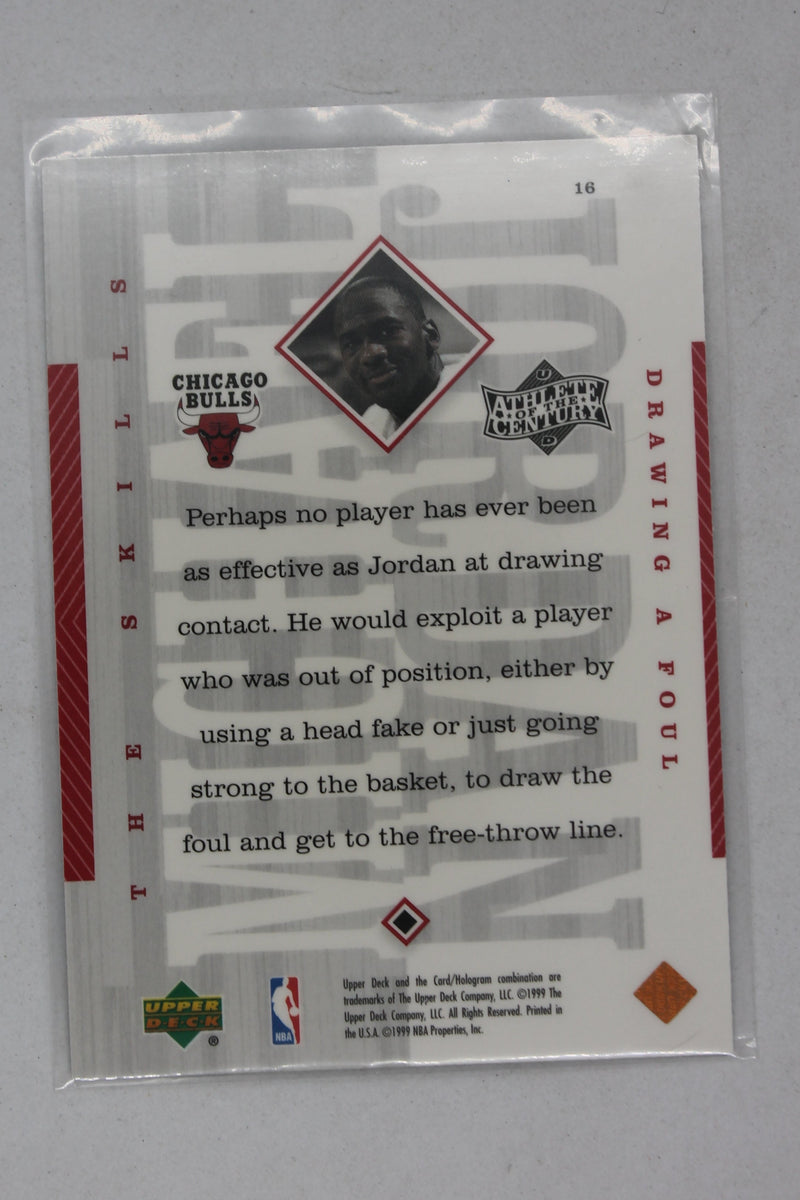 16
THE SKILLS
MICHAEL
JORDAN
CHICAGO
BULLS
UD
ATHLETE
OF THE
CENTURY
DRAWING A FOUL
Perhaps no player has ever been
as effective as Jordan at drawing
contact. He would exploit a player
who was out of position, either by
using a head fake or just going
strong to the basket, to draw the
foul and get to the free-throw line.
UPPER
DECK
®
NBA
Upper Deck and the Card/Hologram combination are
trademarks of The Upper Deck Company, LLC. ©1999 The
Upper Deck Company, LLC. All Rights Reserved. Printed in
the U.S.A. ©1999 NBA Properties, Inc.